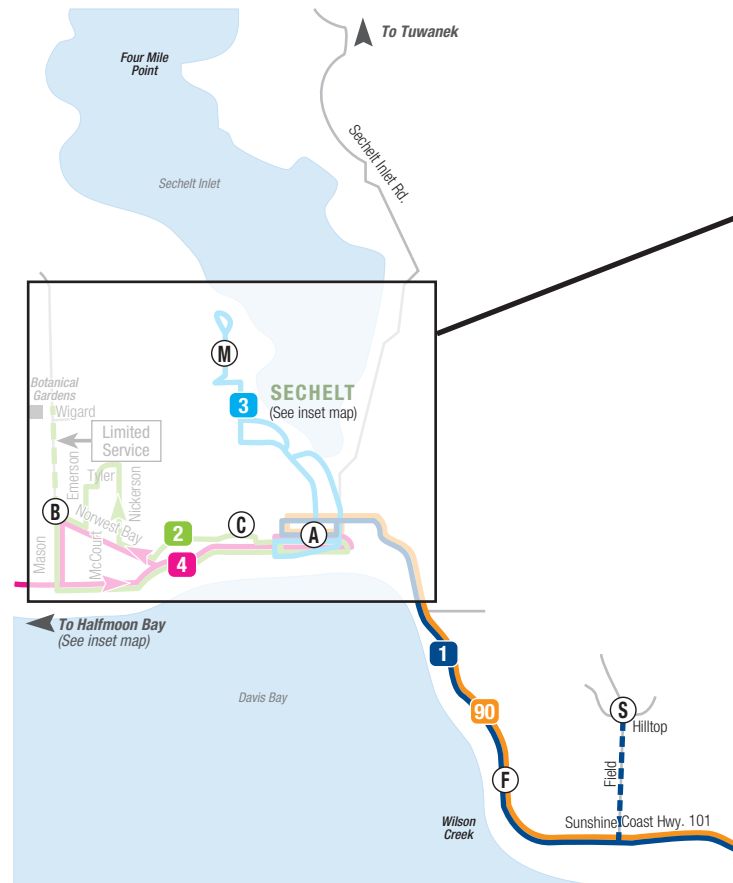 To Tuwanek
Four Mile
Point
Sechelt Inlet Rd.
Sechelt Inlet
M
Botanical
Gardens
SECHELT
3
(See inset map)
Wigard
Limited
Service
Emerson
Tyler
Nickerson
B
Norwest Bay
C
2
A
Mason
McCourt
4
To Halfmoon Bay
(See inset map)
1
Davis Bay
90
S
Hilltop
Field
F
Wilson
Creek
Sunshine Coast Hwy. 101